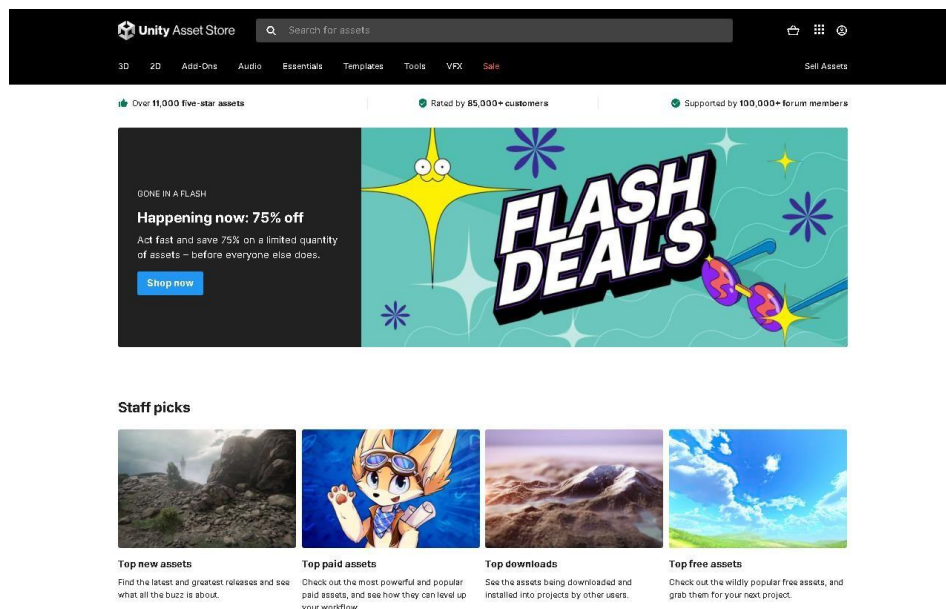 Unity Asset Store
Search for assets
3D 2D Add-Ons Audio Essentials Templates Tools VFX Sale Sell Assets
Over 11,000 five-star assets
Rated by 85,000+ customers
Supported by 100,000+ forum members
GONE IN A FLASH
Happening now: 75% off
Act fast and save 75% on a limited quantity
of assets – before everyone else does.
Shop now
FLASH
DEALS
Staff picks
Top new assets
Find the latest and greatest releases and see
what all the buzz is about.
Top paid assets
Check out the most powerful and popular
paid assets, and see how they can level up
your workflow.
Top downloads
See the assets being downloaded and
installed into projects by other users.
Top free assets
Check out the wildly popular free assets, and
grab them for your next project.